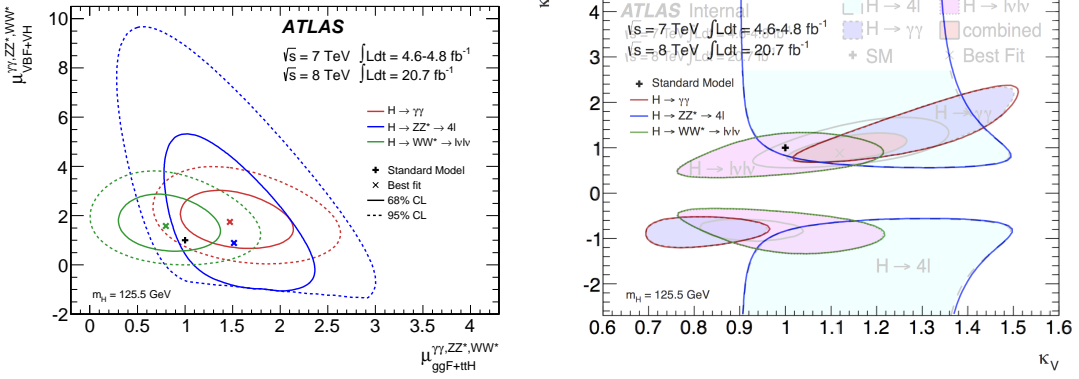 ATLAS
√s = 7 TeV ∫Ldt = 4.6-4.8 fb⁻¹
√s = 8 TeV ∫Ldt = 20.7 fb⁻¹
H → γγ
H → ZZ* → 4l
H → WW* → lνlν
Standard Model
Best fit
68% CL
95% CL
m_H = 125.5 GeV
μ^γγ,ZZ*,WW*_VBF+VH
10
8
6
4
2
0
-2
0 0.5 1 1.5 2 2.5 3 3.5 4
μ^γγ,ZZ*,WW*_ggF+ttH
κ
ATLAS Internal
√s = 7 TeV ∫Ldt = 4.6-4.8 fb⁻¹
√s = 8 TeV ∫Ldt = 20.7 fb⁻¹
H → 4l
H → lνlν
H → γγ
combined
SM
Best Fit
Standard Model
H → γγ
H → ZZ* → 4l
H → WW* → lνlν
H → γγ
H → lνlν
H → 4l
m_H = 125.5 GeV
4
3
2
1
0
-1
-2
0.6 0.7 0.8 0.9 1 1.1 1.2 1.3 1.4 1.5 1.6
κ_V